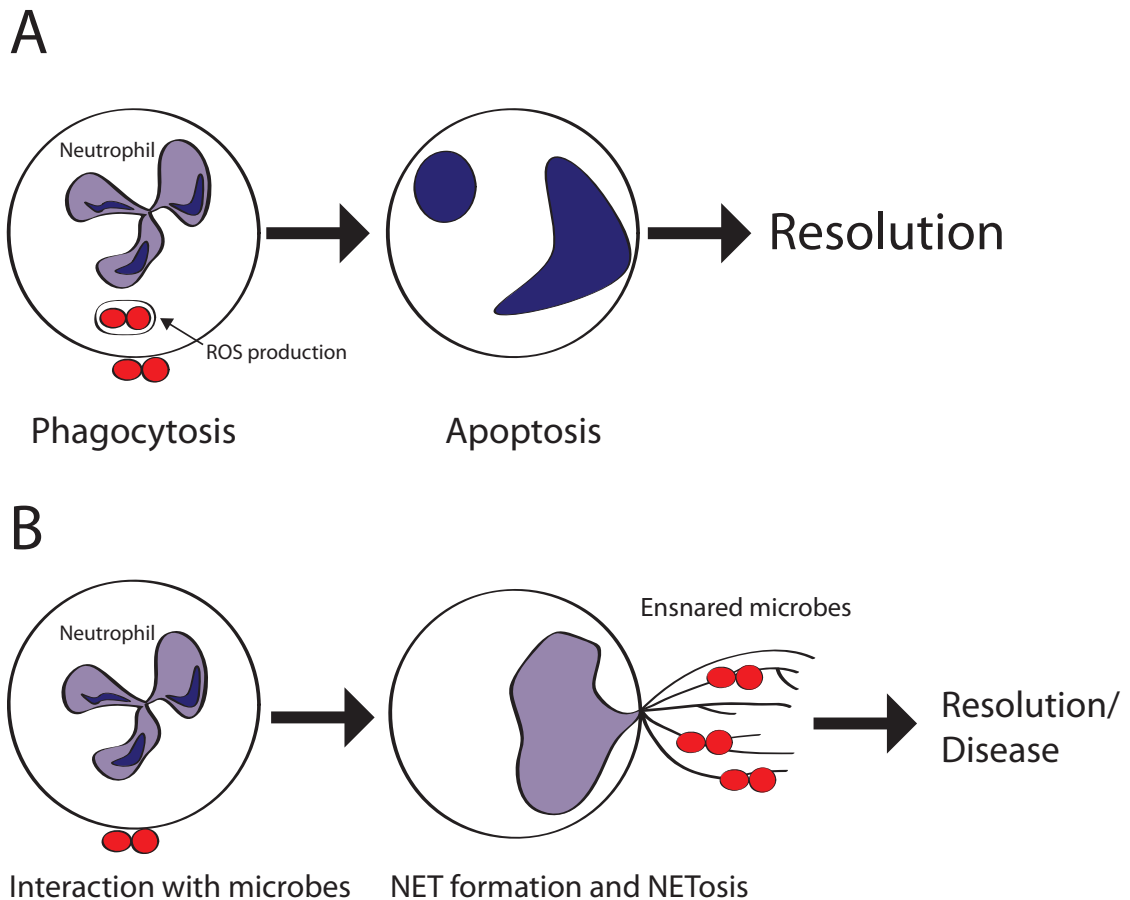 A
Neutrophil
ROS production
Resolution
Phagocytosis
Apoptosis
B
Neutrophil
Ensnared microbes
Resolution/
Disease
Interaction with microbes
NET formation and NETosis